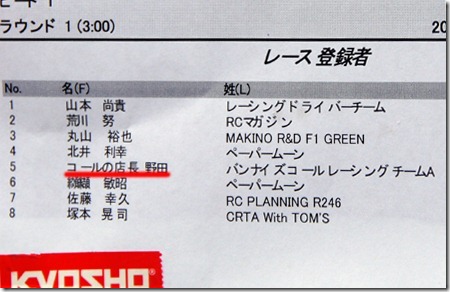 ラウンド 1 (3:00) 20
レース 登録者
No. 名(F) 姓(L)
1 山本 尚貴 レーシングドライバーチーム
2 荒川 努 RCマガジン
3 丸山 裕也 MAKINO R&D F1 GREEN
4 北井 利幸 ペーパームーン
5 コールの店長 野田 バンナイズコールレーシングチームA
6 敏昭 ペーパームーン
7 佐藤 幸久 RC PLANNING R246
8 塚本 晃司 CRTA With TOM'S
KYOSHO